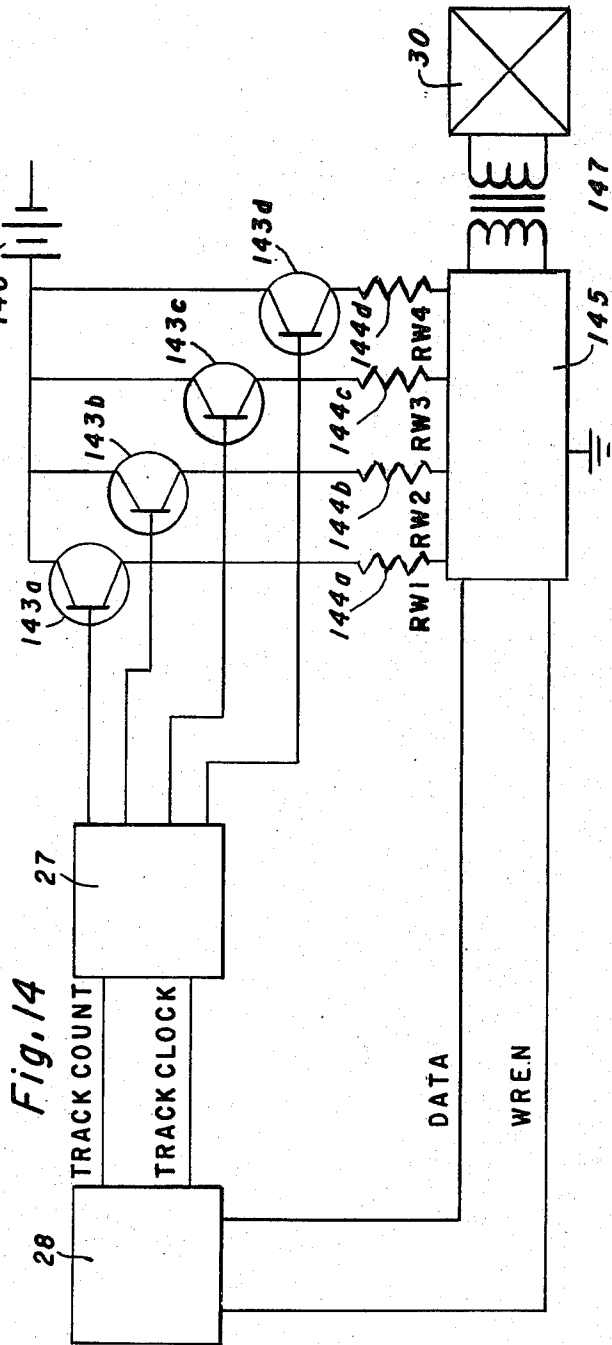 Fig.14
28
TRACK COUNT
TRACK CLOCK
27
143a
143b
143c
143d
144a
144b
144c
144d
RW1
RW2
RW3
RW4
DATA
WREN
145
147
30